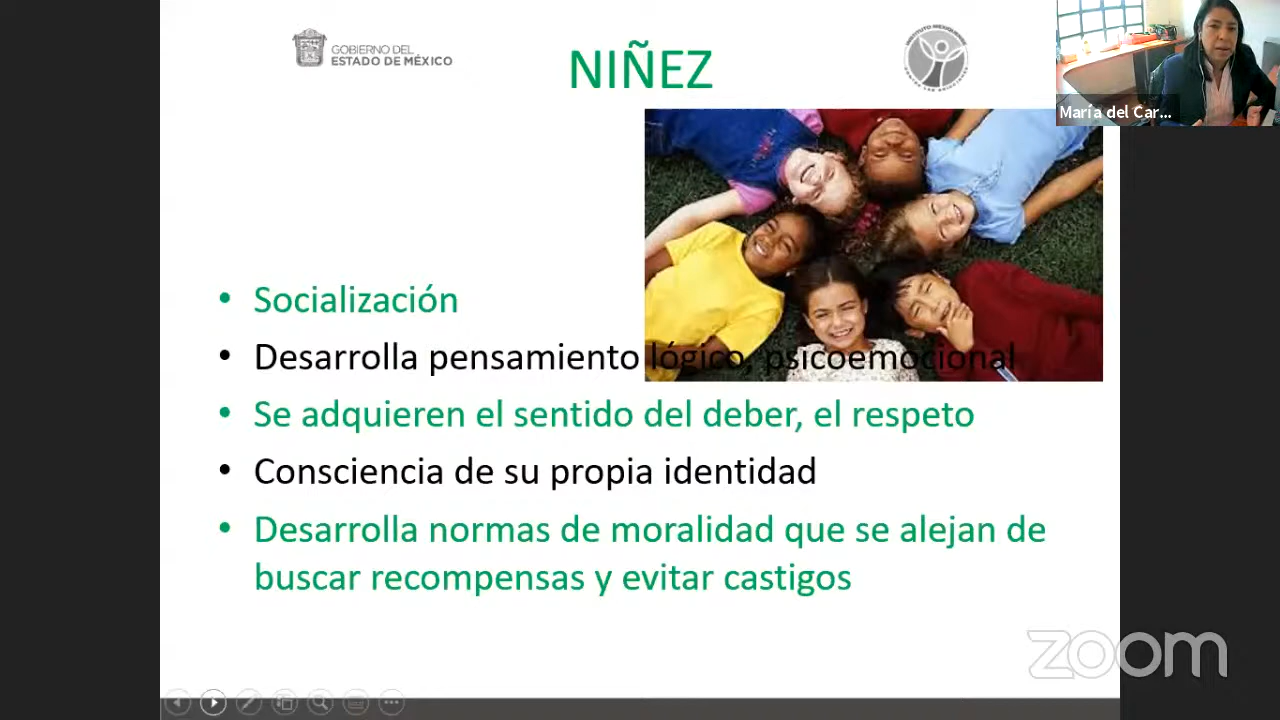 GOBIERNO DEL
ESTADO DE MÉXICO
NIÑEZ
María del Car...
• Socialización
• Desarrolla pensamiento lógico, psicoemocional
• Se adquieren el sentido del deber, el respeto
• Consciencia de su propia identidad
• Desarrolla normas de moralidad que se alejan de
buscar recompensas y evitar castigos
zoom